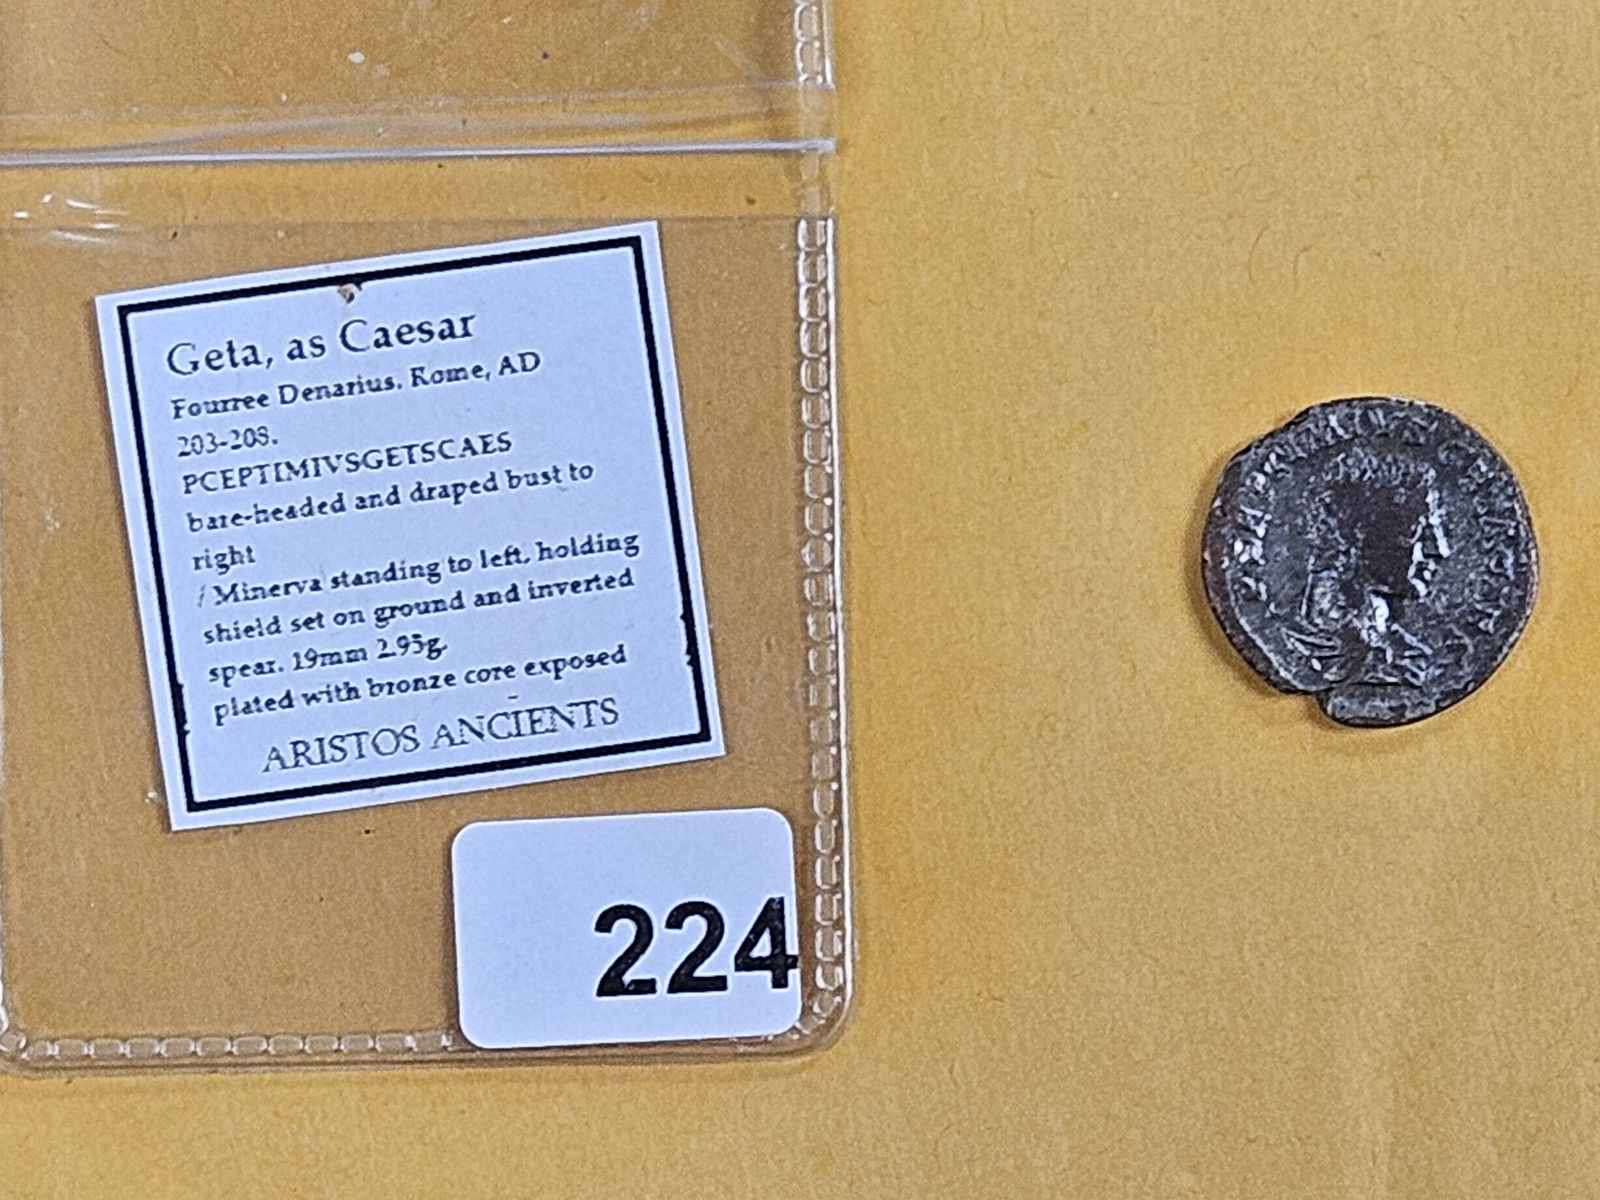 Geta, as Caesar
Fourree Denarius. Rome, AD
203-208.
PCEPTIMIVSGETSCAES
bare-headed and draped bust to
right
/ Minerva standing to left, holding
shield set on ground and inverted
spear. 19mm 2.95g.
plated with bronze core exposed
ARISTOS ANCIENTS
224